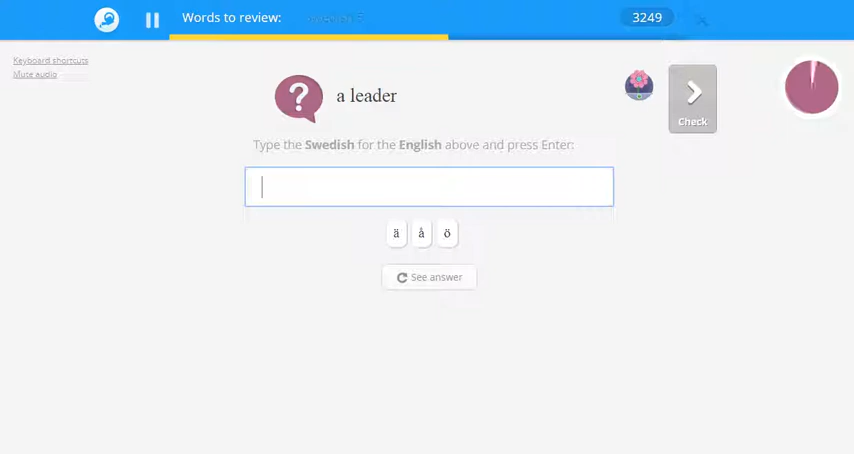 Words to review:
3249
Keyboard shortcuts
Mute audio
a leader
Check
Type the Swedish for the English above and press Enter:
ä å ö
See answer